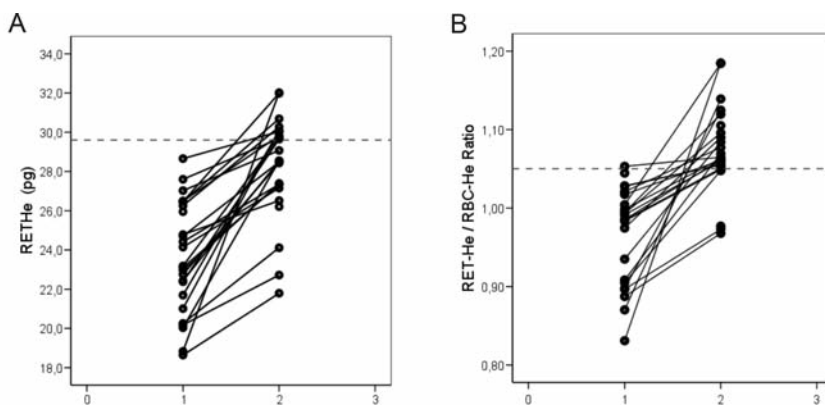 A
34,0
32,0
30,0
28,0
26,0
24,0
22,0
20,0
18,0
RETHe (pg)
0 1 2 3
B
1,20
1,10
1,00
0,90
0,80
RET-He / RBC-He Ratio
0 1 2 3